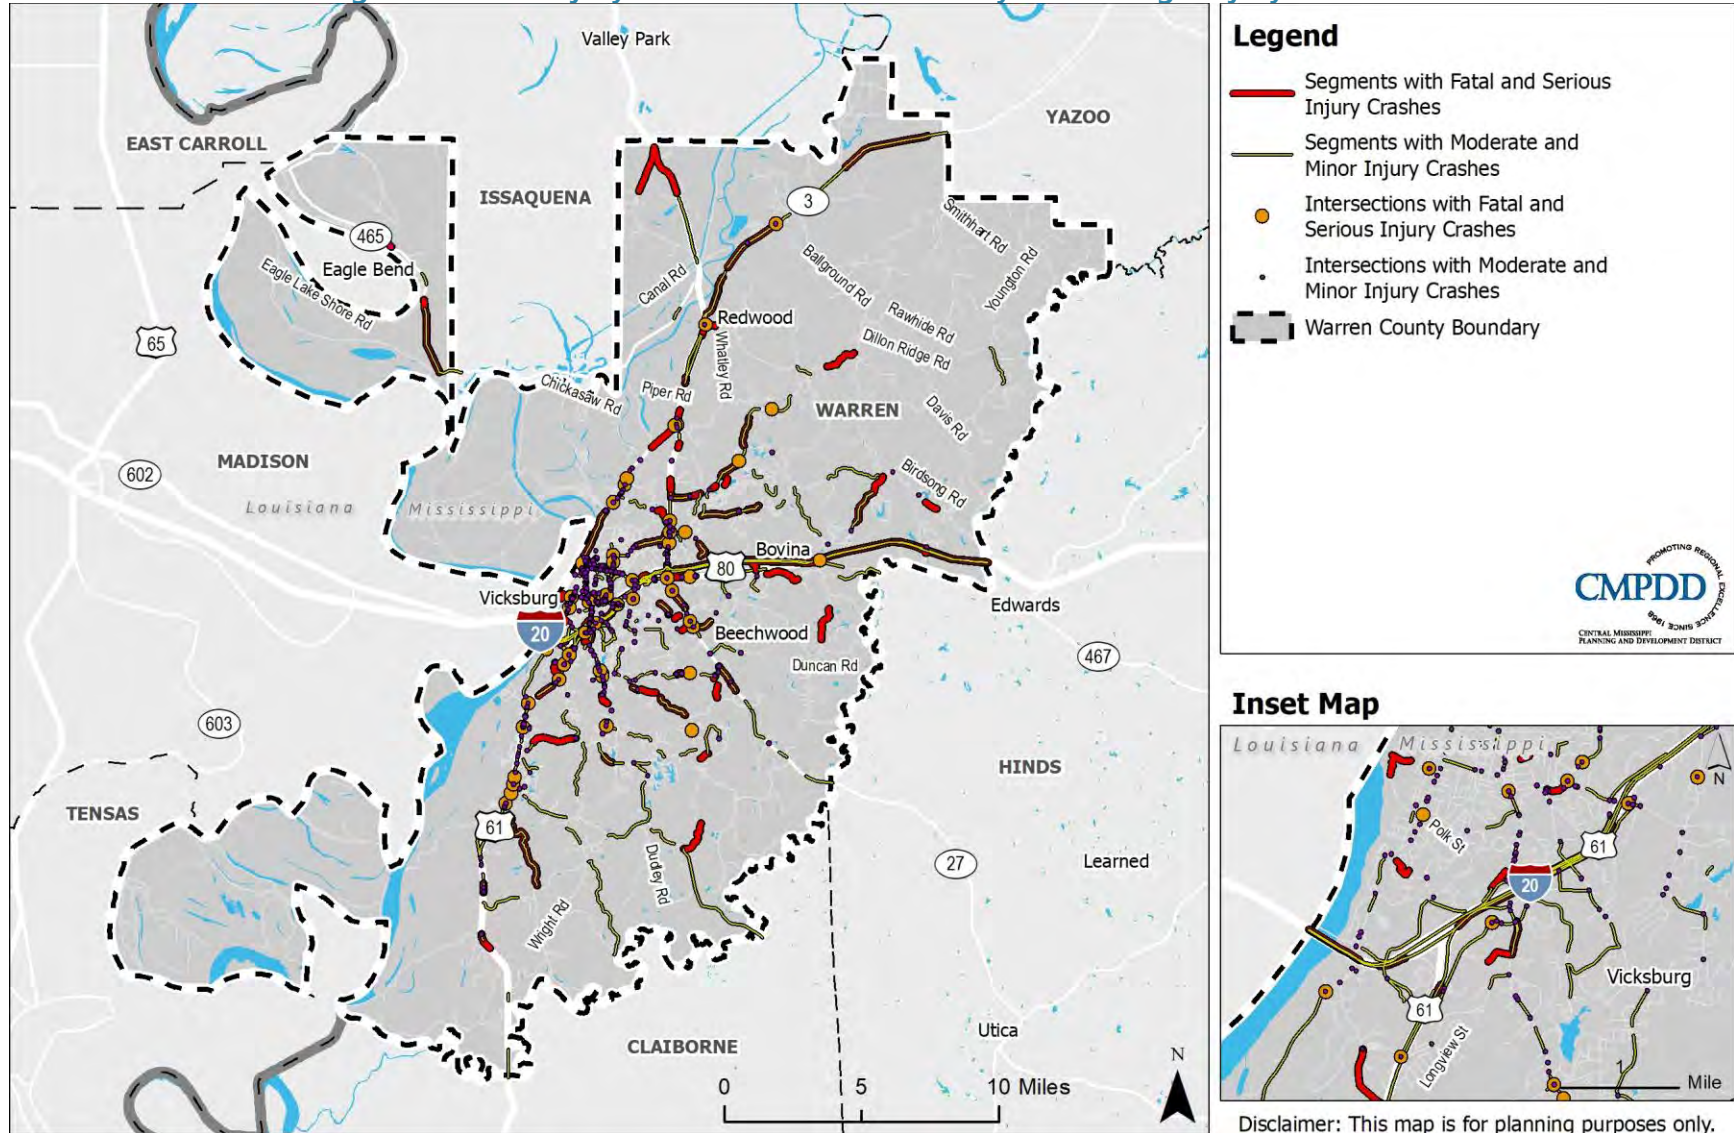 Valley Park
EAST CARROLL
YAZOO
ISSAQUENA
3
465
Eagle Bend
Eagle Lake Shore Rd
Canal Rd
Smithhart Rd
Youngton Rd
Ballground Rd
65
Redwood
Rawhide Rd
Dillon Ridge Rd
Whatley Rd
Chickasaw Rd
Piper Rd
WARREN
Davis Rd
MADISON
602
Louisiana
Mississippi
Birdsong Rd
Bovina
80
Vicksburg
Edwards
20
Beechwood
467
Duncan Rd
603
HINDS
TENSAS
61
Dudley Rd
27
Learned
Wright Rd
Utica
CLAIBORNE
N
0 5 10 Miles
Legend
Segments with Fatal and Serious
Injury Crashes
Segments with Moderate and
Minor Injury Crashes
Intersections with Fatal and
Serious Injury Crashes
Intersections with Moderate and
Minor Injury Crashes
Warren County Boundary
PROMOTING REGIONAL EXCELLENCE SINCE 1968
CMPDD
CENTRAL MISSISSIPPI
PLANNING AND DEVELOPMENT DISTRICT
Inset Map
Louisiana
Mississippi
N
Polk St
61
20
Vicksburg
61
Longview St
1
Mile
Disclaimer: This map is for planning purposes only.